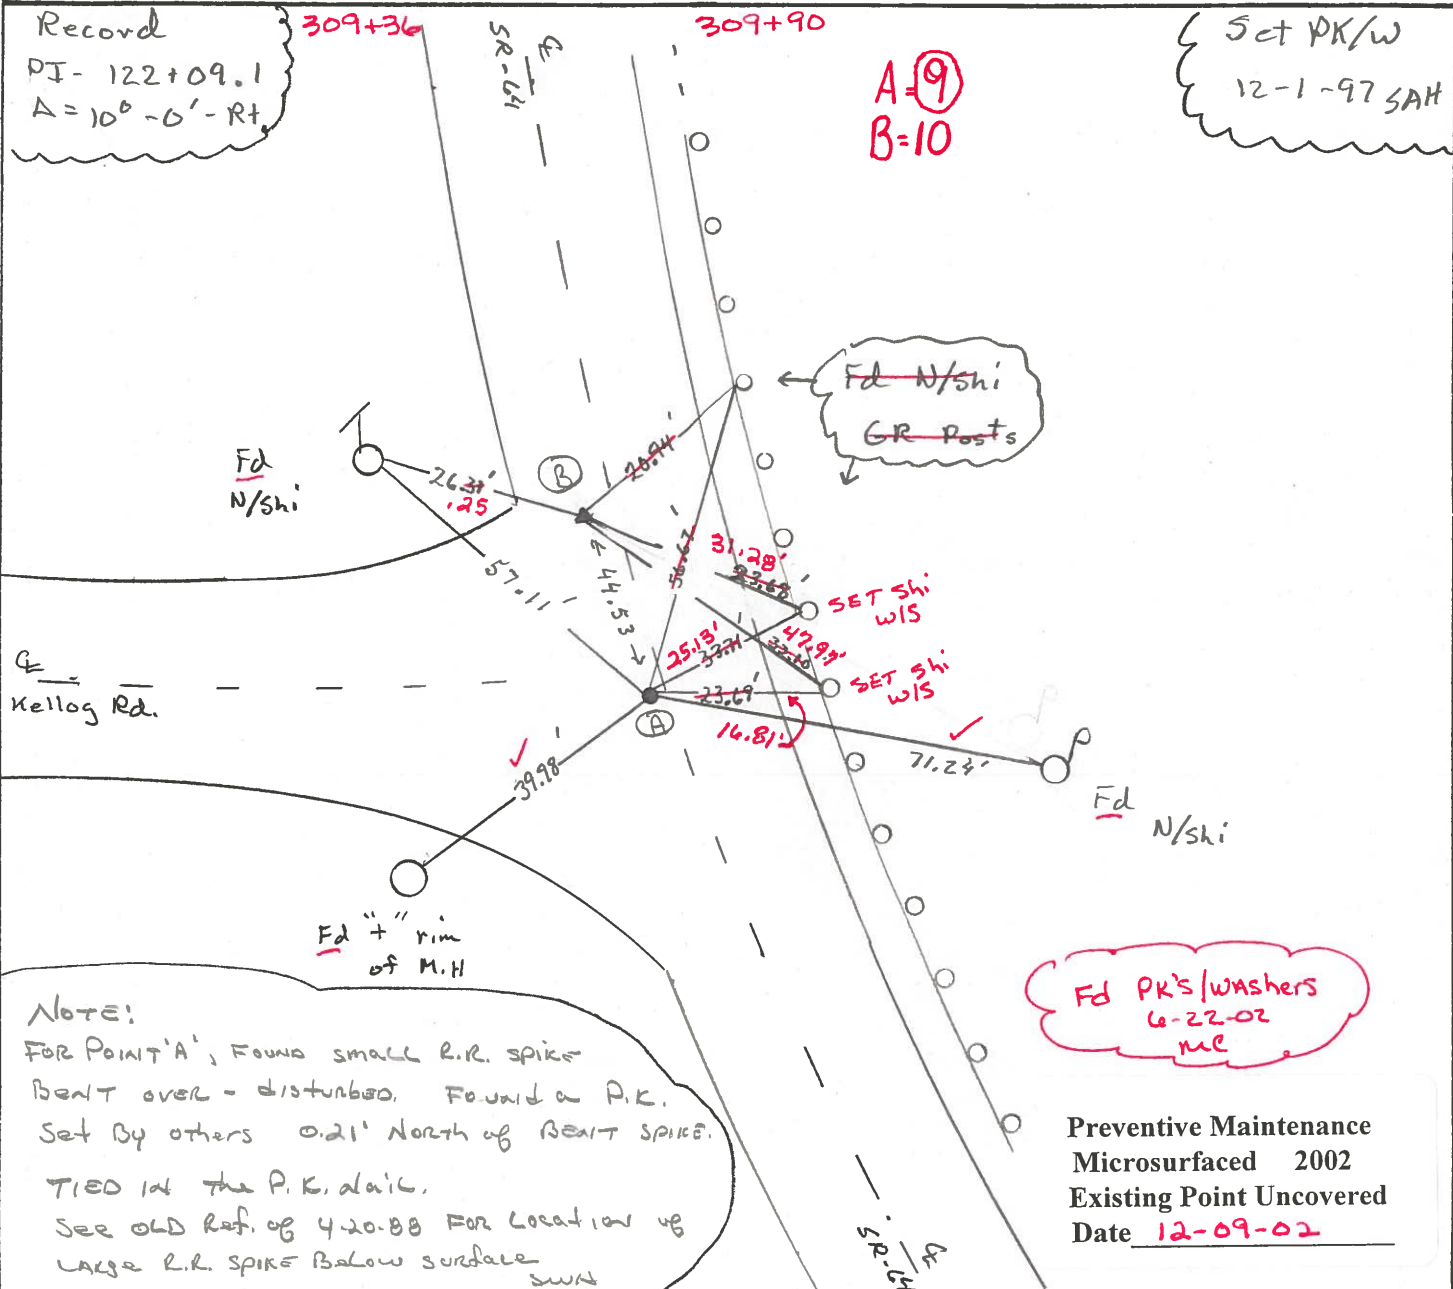 Record
PI- 122+09.1
Δ = 10° -0' - Rt.
309+36
SR-64
℄
309+90
A=9
B=10
Set PK/W
12-1-97 SAH
Fd N/Shi
GR Posts
Fd
N/Shi
26.31'
.25
B
20.94'
57.11'
44.53
56.67
31.28'
23.68'
SET Shi
W/S
25.13'
33.71
47.97'
SET Shi
W/S
23.69'
16.81'
A
℄
Kellog Rd.
39.98'
71.24'
Fd
N/Shi
Fd "+" rim
of M.H
NOTE:
FOR POINT 'A', FOUND small R.R. SPIKE
BENT OVER - disturbed. Found a P.K.
Set By others 0.21' North of BENT SPIKE.
TIED IN the P.K. Nail.
See OLD Ref. of 4-20-88 FOR Location of
LARGE R.R. SPIKE Below surface
SWH
Fd PK's/WASHERS
6-22-02
MC
Preventive Maintenance
Microsurfaced 2002
Existing Point Uncovered
Date 12-09-02
℄
SR-64